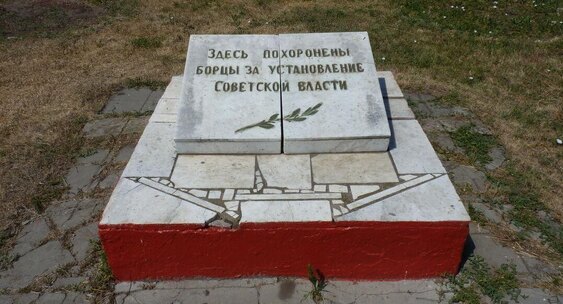 Здесь похоронены
борцы за установление
Советской власти